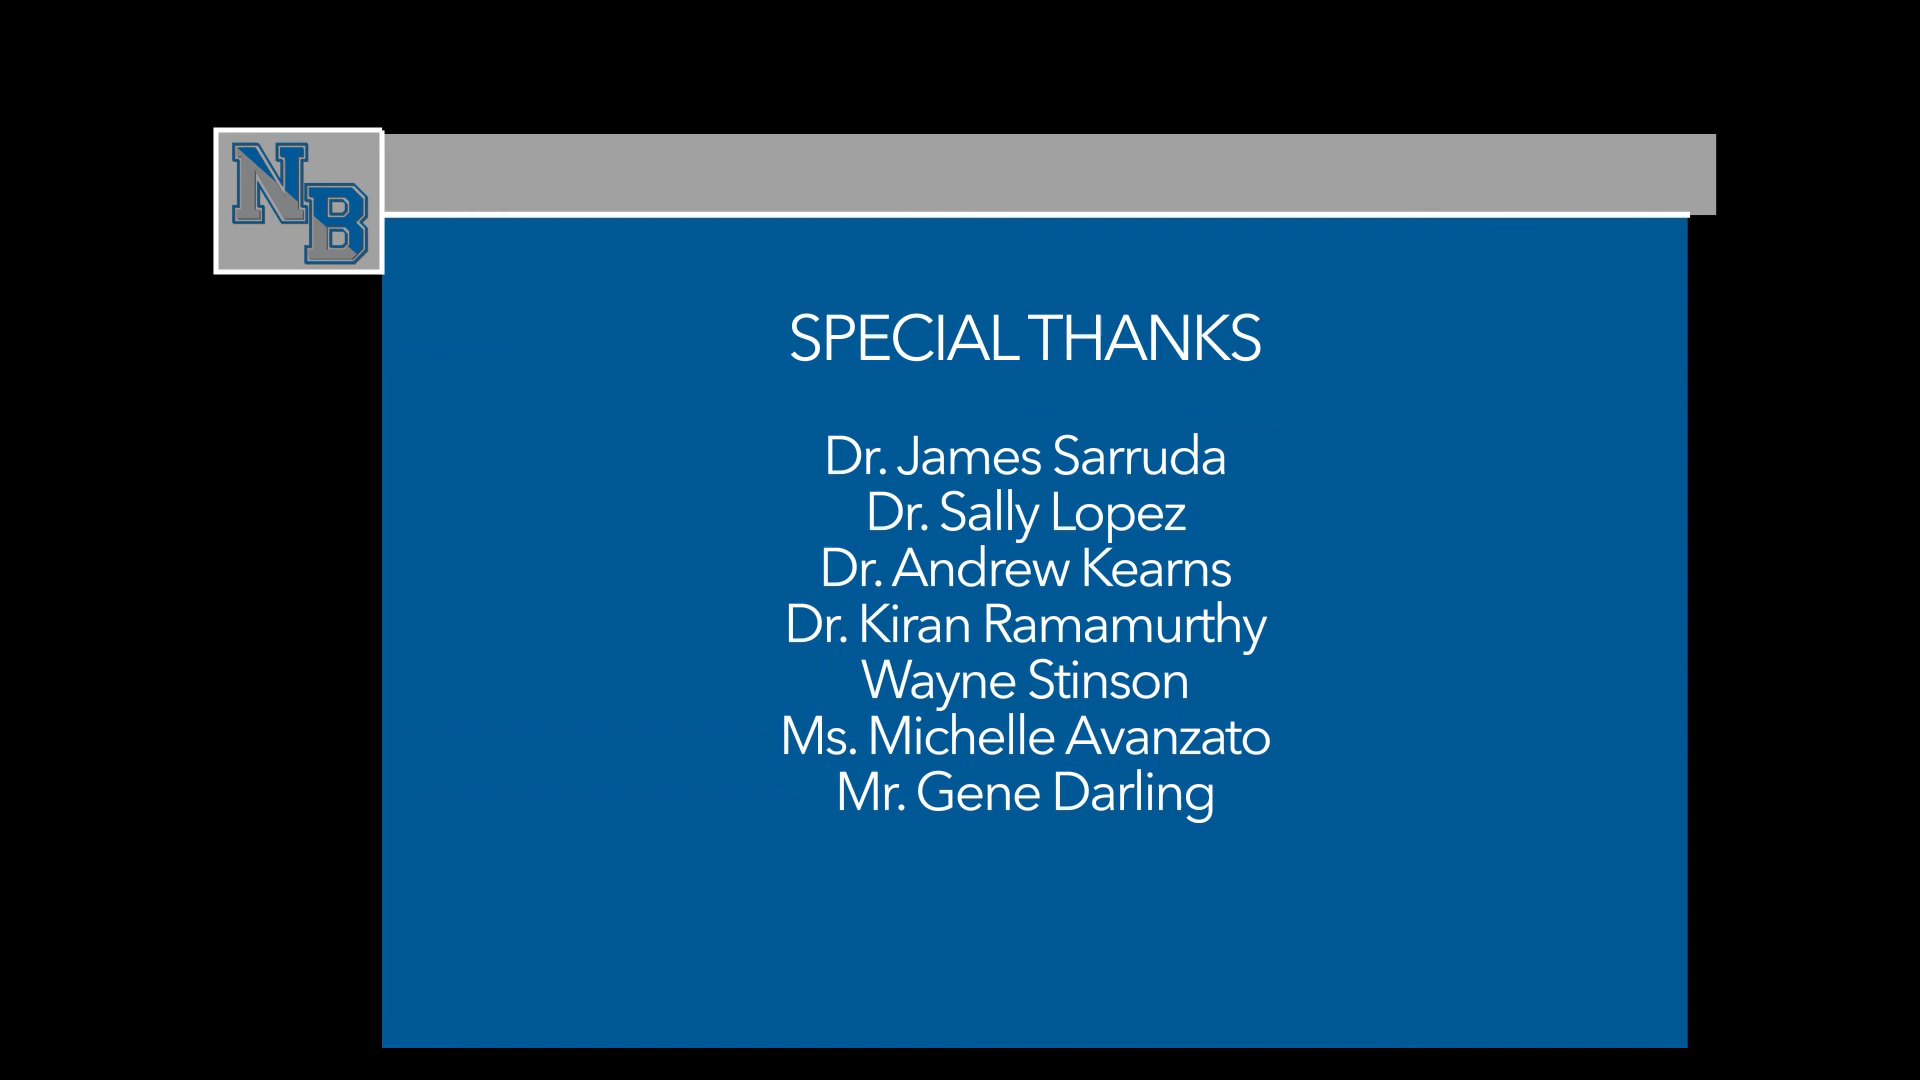 NB
SPECIAL THANKS
Dr. James Sarruda
Dr. Sally Lopez
Dr. Andrew Kearns
Dr. Kiran Ramamurthy
Wayne Stinson
Ms. Michelle Avanzato
Mr. Gene Darling